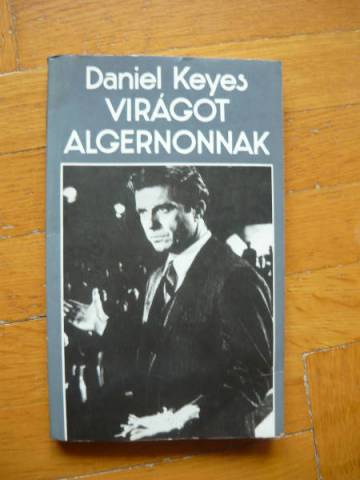 Daniel Keyes
VIRÁGOT
ALGERNONNAK